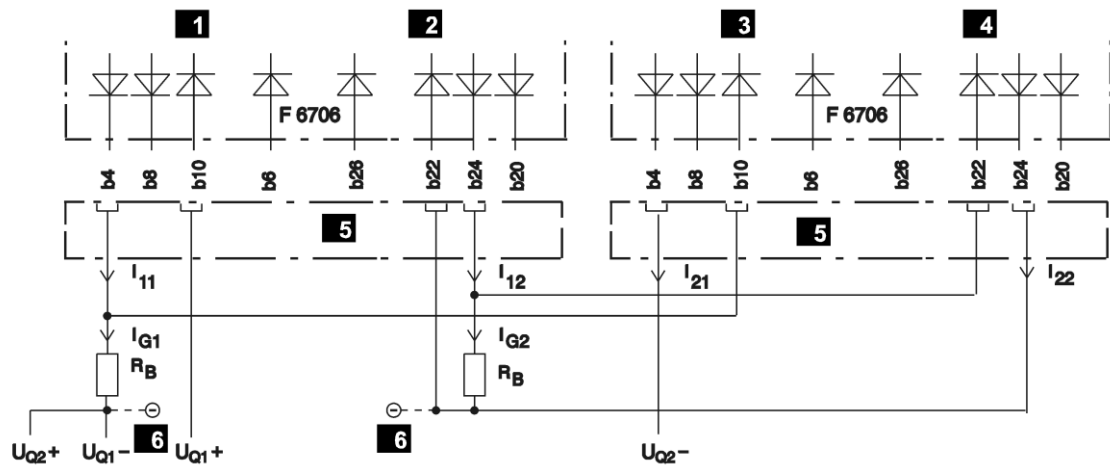 1 2 3 4
F 6706 F 6706
b4 b8 b10 b6 b26 b22 b24 b20 b4 b8 b10 b6 b26 b22 b24 b20
5 5
I11 I12 I21 I22
IG1 IG2
RB RB
6 6
UQ2+ UQ1− UQ1+ UQ2−